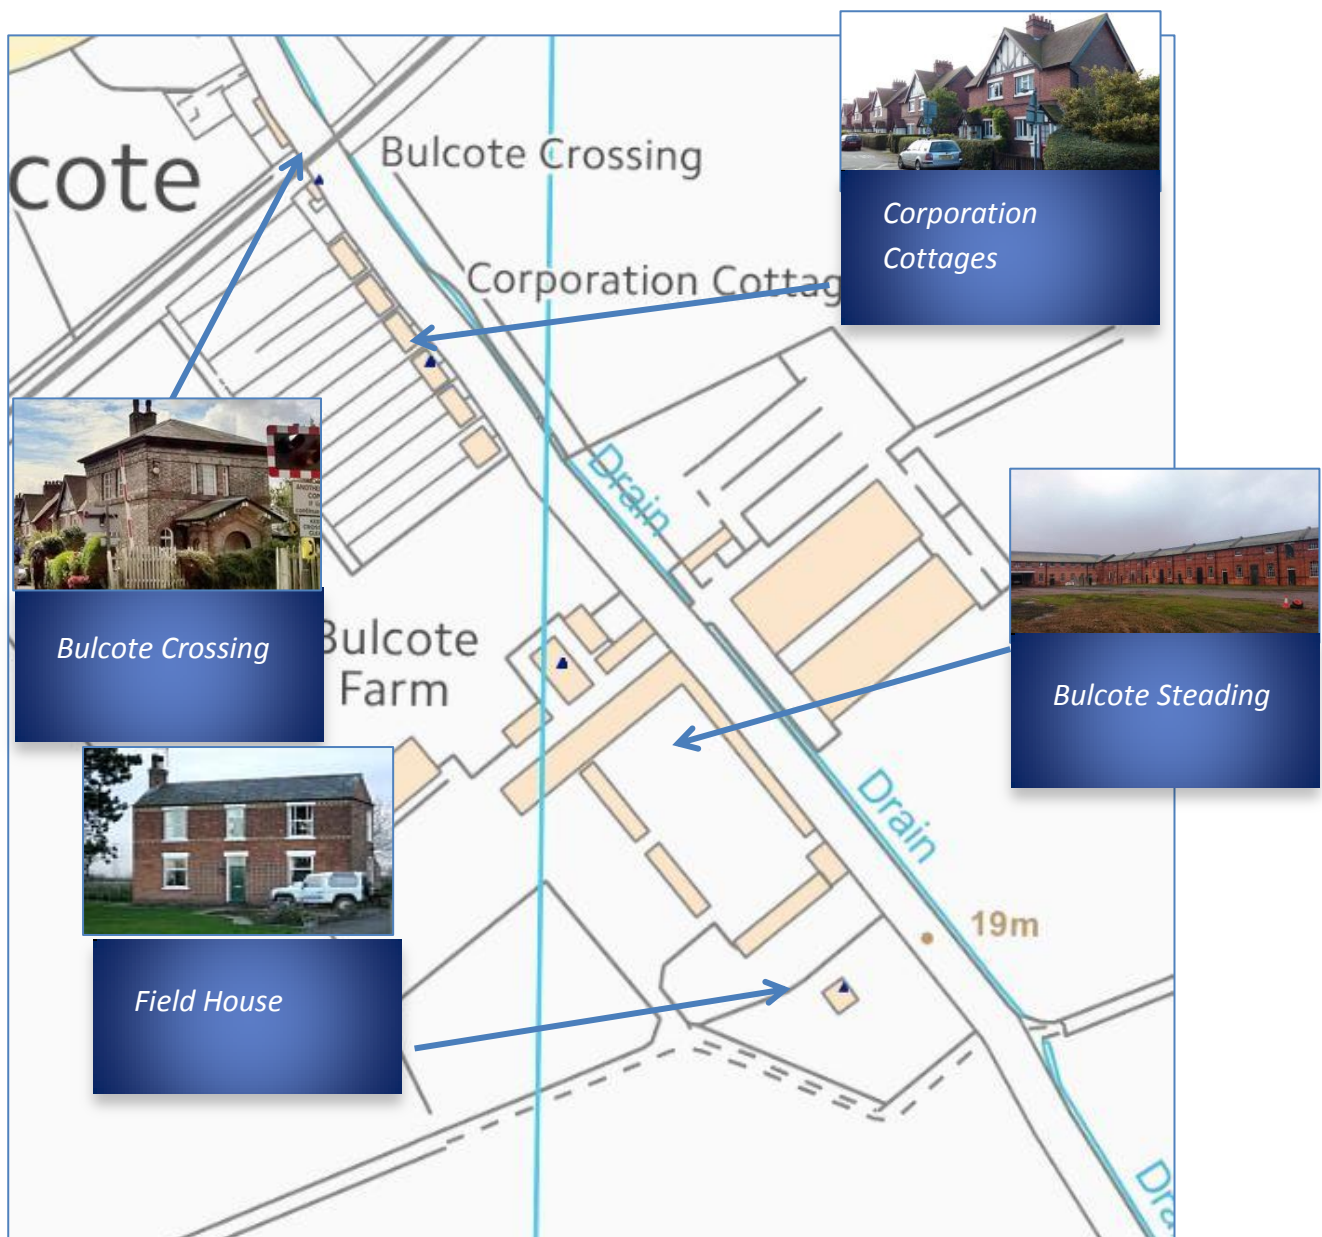 cote
Bulcote Crossing
Corporation Cottag
Corporation
Cottages
Drain
ANOTHER
Bulcote Crossing
Bulcote
Farm
Bulcote Steading
Drain
19m
Field House
Dra